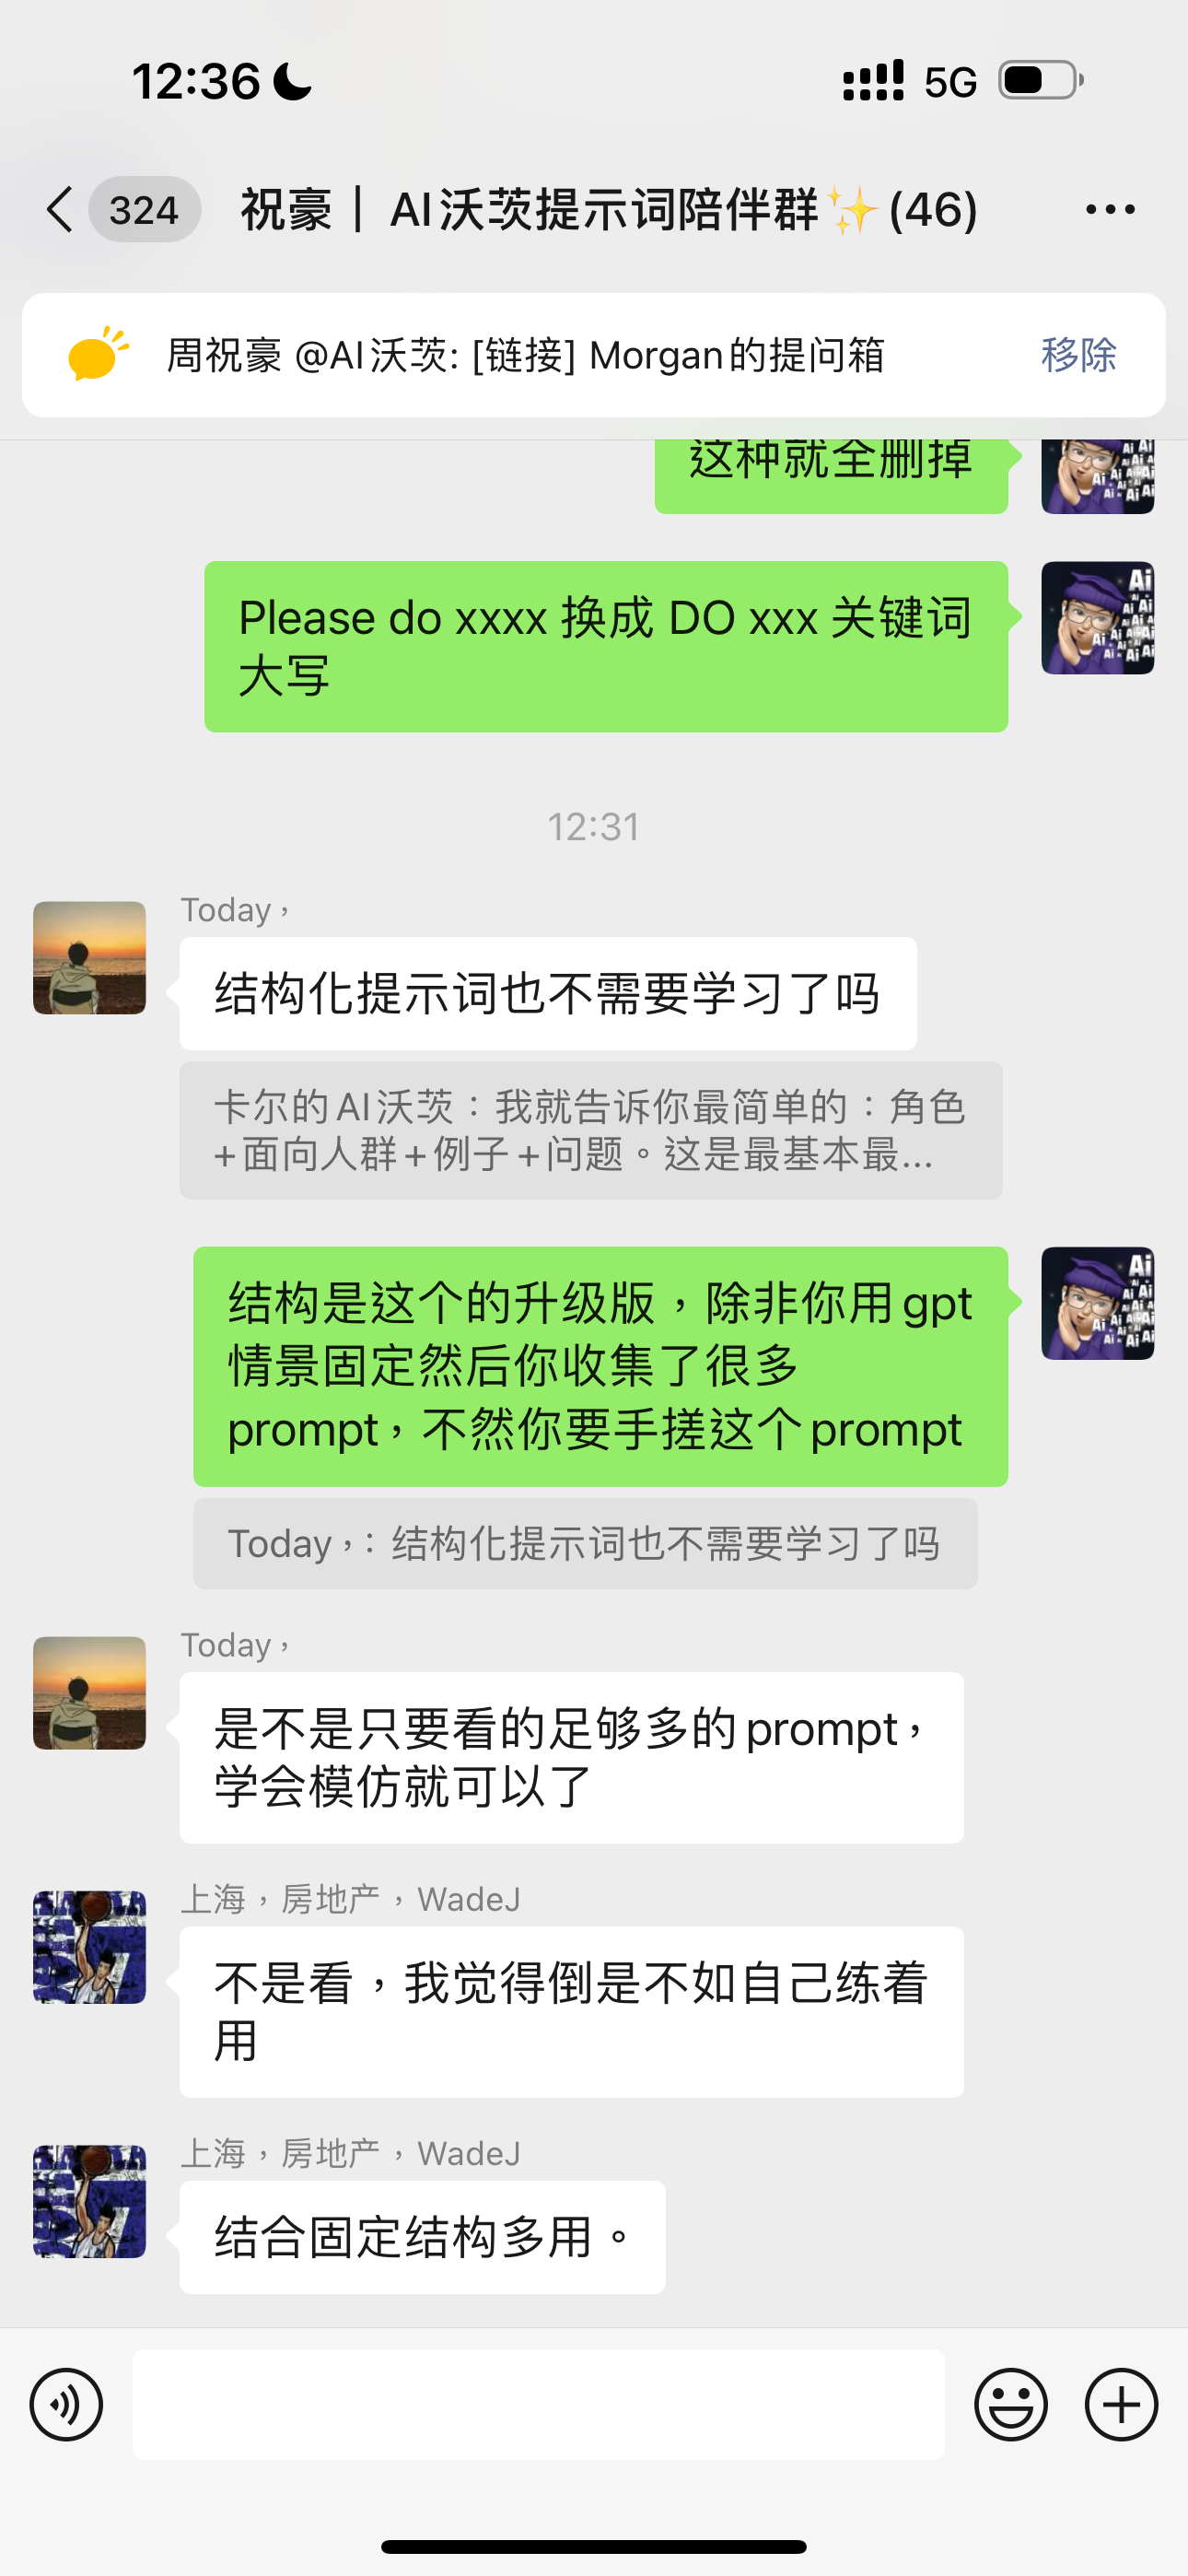 12:36
5G
324
祝豪｜AI沃茨提示词陪伴群✨(46)
周祝豪 @AI沃茨: [链接] Morgan的提问箱
移除
这种就全删掉
Please do xxxx 换成 DO xxx 关键词
大写
12:31
Today，
结构化提示词也不需要学习了吗
卡尔的AI沃茨：我就告诉你最简单的：角色
+面向人群+例子+问题。这是最基本最...
结构是这个的升级版，除非你用gpt
情景固定然后你收集了很多
prompt，不然你要手搓这个prompt
Today，：结构化提示词也不需要学习了吗
Today，
是不是只要看的足够多的prompt，
学会模仿就可以了
上海，房地产，WadeJ
不是看，我觉得倒是不如自己练着
用
上海，房地产，WadeJ
结合固定结构多用。